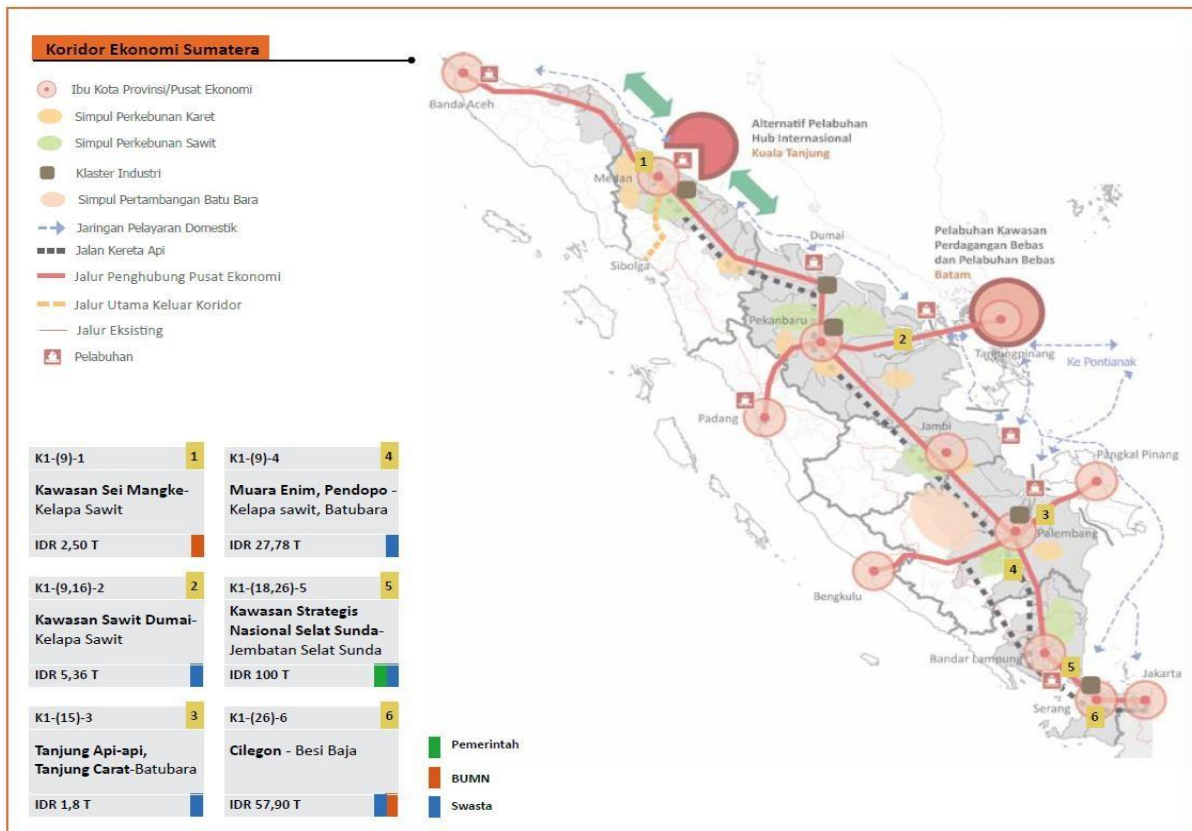 Koridor Ekonomi Sumatera
Ibu Kota Provinsi/Pusat Ekonomi
Simpul Perkebunan Karet
Simpul Perkebunan Sawit
Klaster Industri
Simpul Pertambangan Batu Bara
Jaringan Pelayaran Domestik
Jalan Kereta Api
Jalur Penghubung Pusat Ekonomi
Jalur Utama Keluar Koridor
Jalur Eksisting
Pelabuhan
Banda Aceh
1
Medan
Sibolga
Alternatif Pelabuhan
Hub Internasional
Kuala Tanjung
Dumai
Pelabuhan Kawasan
Perdagangan Bebas
dan Pelabuhan Bebas
Batam
Pekanbaru
2
Tanjungpinang
Ke Pontianak
Padang
Jambi
Pangkal Pinang
3
Palembang
4
Bengkulu
Bandar Lampung
5
Jakarta
Serang
6
K1-(9)-1 1
Kawasan Sei Mangke-
Kelapa Sawit
IDR 2,50 T
K1-(9)-4 4
Muara Enim, Pendopo -
Kelapa sawit, Batubara
IDR 27,78 T
K1-(9,16)-2 2
Kawasan Sawit Dumai-
Kelapa Sawit
IDR 5,36 T
K1-(18,26)-5 5
Kawasan Strategis
Nasional Selat Sunda-
Jembatan Selat Sunda
IDR 100 T
K1-(15)-3 3
Tanjung Api-api,
Tanjung Carat-Batubara
IDR 1,8 T
K1-(26)-6 6
Cilegon - Besi Baja
IDR 57,90 T
Pemerintah
BUMN
Swasta